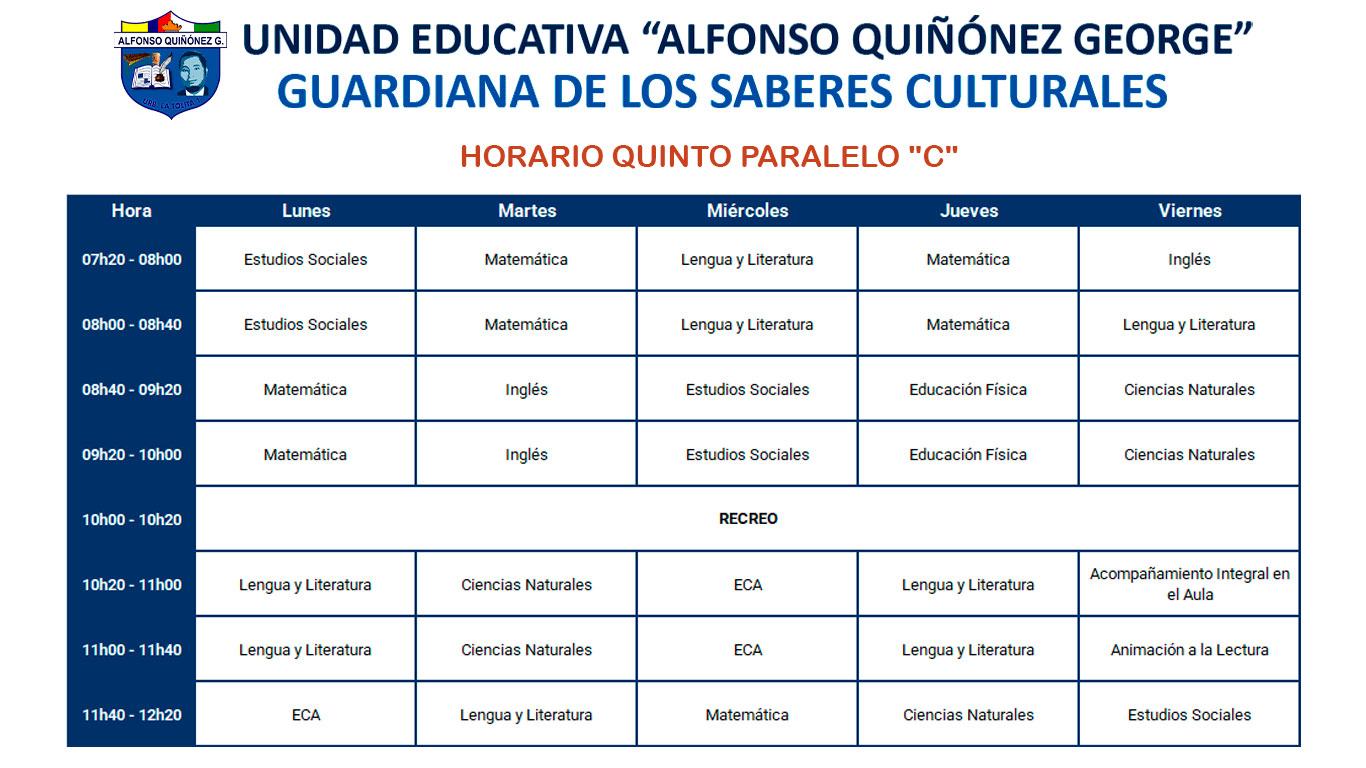 ALFONSO QUIÑÓNEZ G.
URB. LA TOLITA 1
UNIDAD EDUCATIVA “ALFONSO QUIÑÓNEZ GEORGE”
GUARDIANA DE LOS SABERES CULTURALES
HORARIO QUINTO PARALELO "C"
Hora Lunes Martes Miércoles Jueves Viernes
07h20 - 08h00 Estudios Sociales Matemática Lengua y Literatura Matemática Inglés
08h00 - 08h40 Estudios Sociales Matemática Lengua y Literatura Matemática Lengua y Literatura
08h40 - 09h20 Matemática Inglés Estudios Sociales Educación Física Ciencias Naturales
09h20 - 10h00 Matemática Inglés Estudios Sociales Educación Física Ciencias Naturales
10h00 - 10h20 RECREO
10h20 - 11h00 Lengua y Literatura Ciencias Naturales ECA Lengua y Literatura Acompañamiento Integral en
el Aula
11h00 - 11h40 Lengua y Literatura Ciencias Naturales ECA Lengua y Literatura Animación a la Lectura
11h40 - 12h20 ECA Lengua y Literatura Matemática Ciencias Naturales Estudios Sociales